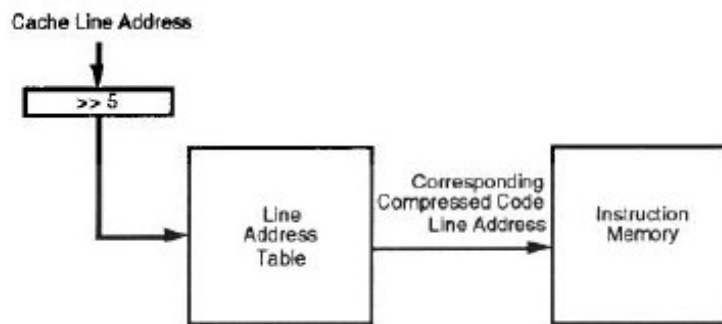 Cache Line Address
>> 5
Line
Address
Table
Corresponding
Compressed Code
Line Address
Instruction
Memory